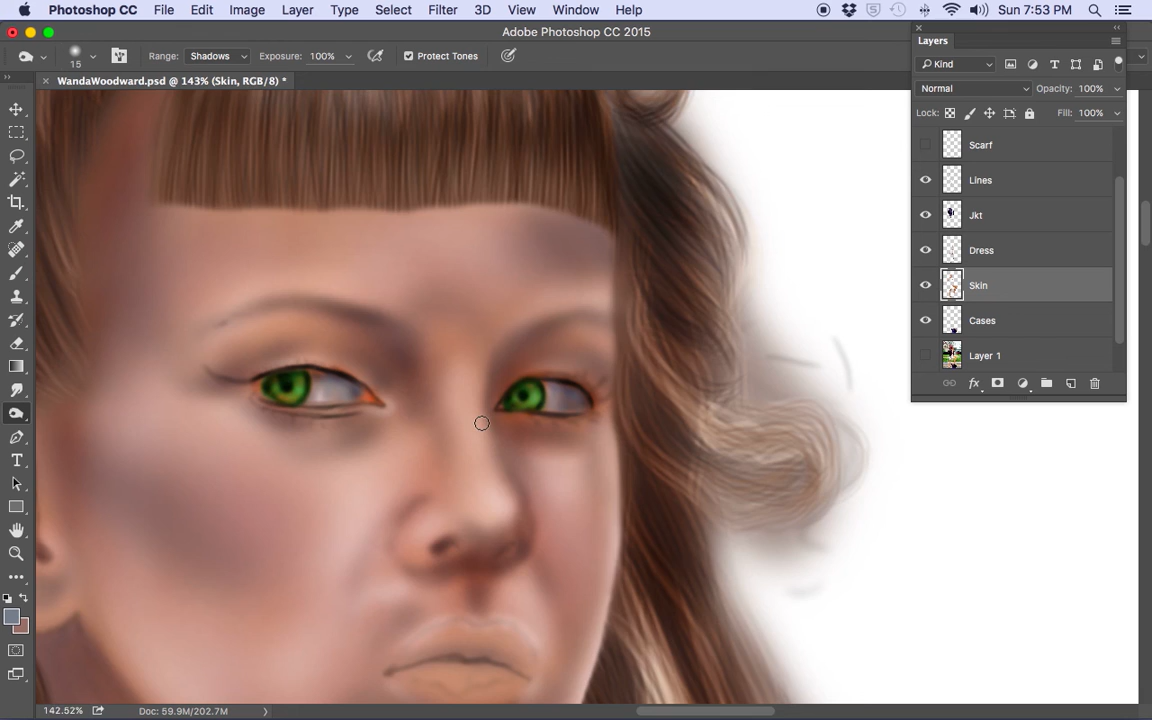 Photoshop CC File Edit Image Layer Type Select Filter 3D View Window Help Sun 7:53 PM
Adobe Photoshop CC 2015
15 Range: Shadows Exposure: 100% Protect Tones
WandaWoodward.psd @ 143% (Skin, RGB/8) *
Layers
Kind
Normal Opacity: 100%
Lock: Fill: 100%
Scarf
Lines
Jkt
Dress
Skin
Cases
Layer 1
142.52% Doc: 59.9M/202.7M